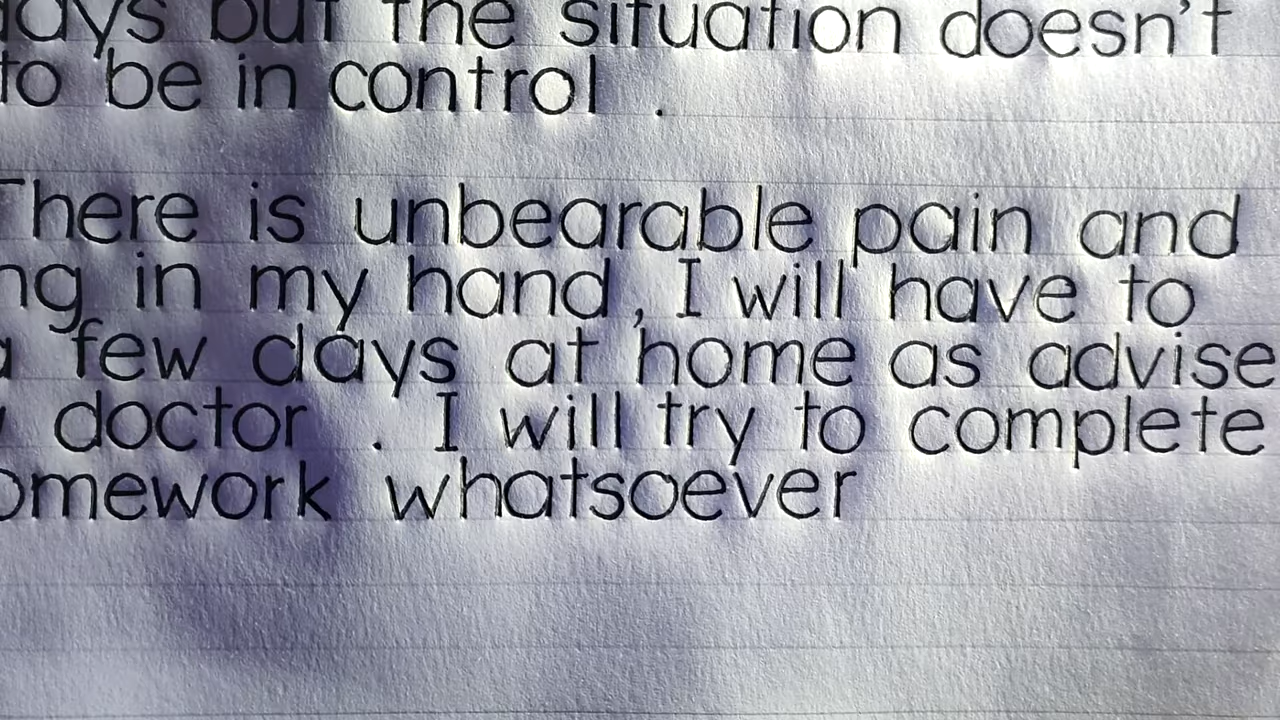 days but the situation doesn't
to be in control .
There is unbearable pain and
ng in my hand, I will have to
a few days at home as advise
doctor . I will try to complete
omework whatsoever